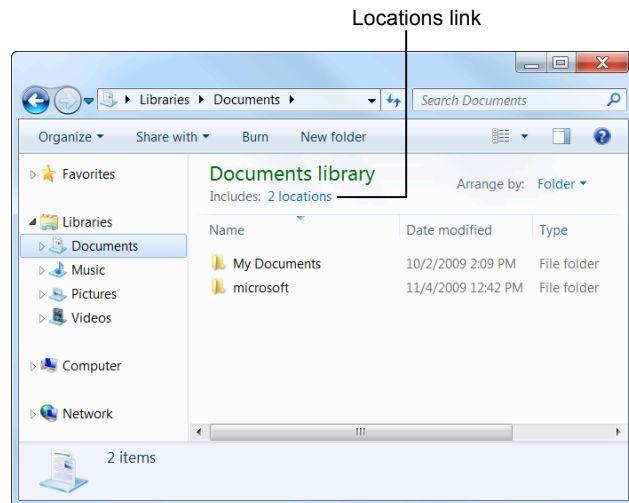 Locations link
Libraries Documents
Search Documents
Organize Share with Burn New folder
Favorites
Libraries
Documents
Music
Pictures
Videos
Computer
Network
Documents library
Includes: 2 locations
Arrange by: Folder
Name Date modified Type
My Documents 10/2/2009 2:09 PM File folder
microsoft 11/4/2009 12:42 PM File folder
2 items